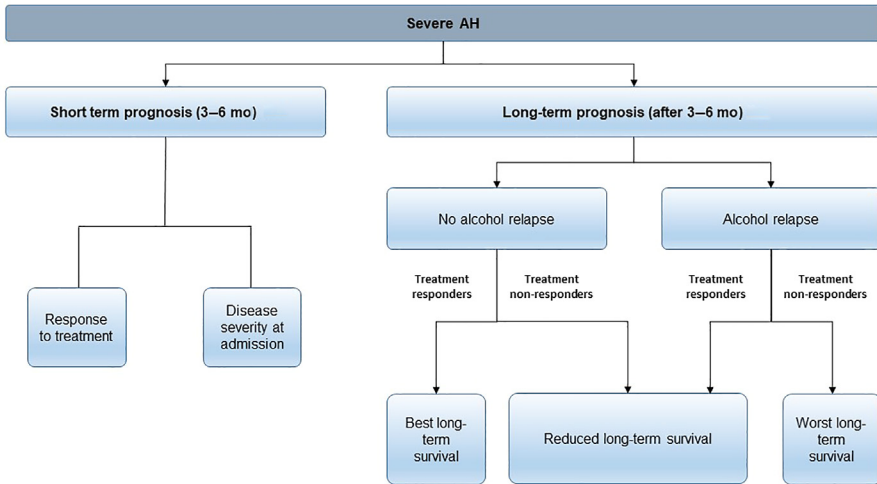 Severe AH
Short term prognosis (3–6 mo)
Long-term prognosis (after 3–6 mo)
No alcohol relapse
Alcohol relapse
Treatment
responders
Treatment
non-responders
Treatment
responders
Treatment
non-responders
Response
to treatment
Disease
severity at
admission
Best long-
term
survival
Reduced long-term survival
Worst long-
term
survival